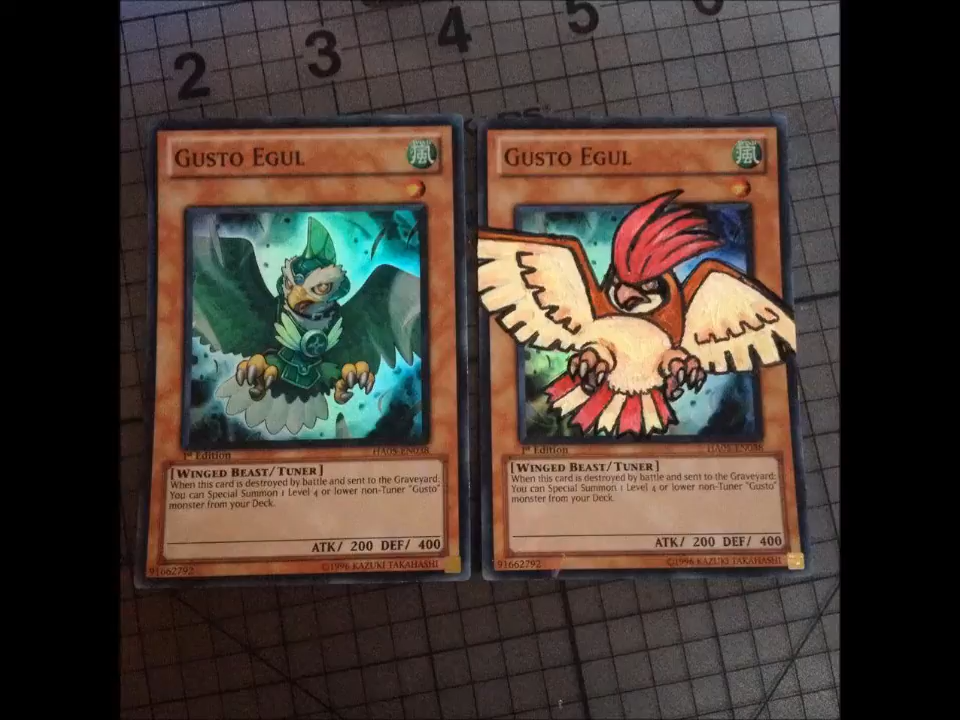 2 3 4 5 6
GUSTO EGUL
風
1st Edition HA05-EN038
[WINGED BEAST/TUNER]
When this card is destroyed by battle and sent to the Graveyard:
You can Special Summon 1 Level 4 or lower non-Tuner "Gusto"
monster from your Deck.
ATK/ 200 DEF/ 400
91662792 ©1996 KAZUKI TAKAHASHI
GUSTO EGUL
風
1st Edition HA05-EN038
[WINGED BEAST/TUNER]
When this card is destroyed by battle and sent to the Graveyard:
You can Special Summon 1 Level 4 or lower non-Tuner "Gusto"
monster from your Deck.
ATK/ 200 DEF/ 400
91662792 ©1996 KAZUKI TAKAHASHI